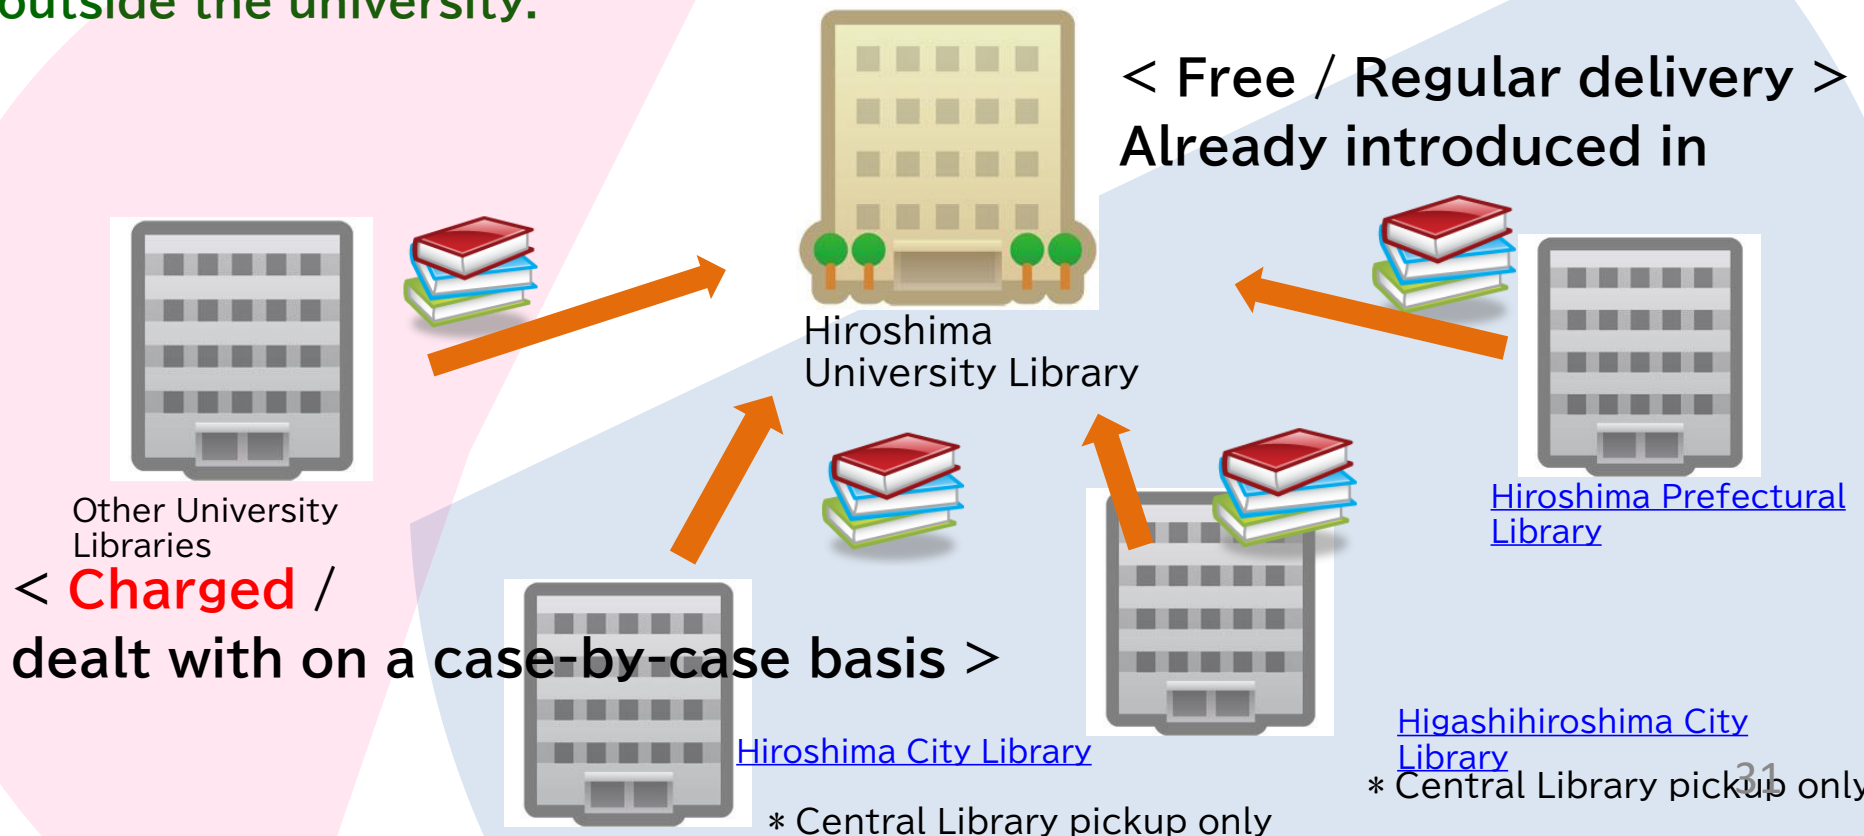 outside the university.
< Free / Regular delivery >
Already introduced in
Hiroshima
University Library
Other University
Libraries
< Charged /
dealt with on a case-by-case basis >
Hiroshima Prefectural
Library
Hiroshima City Library
* Central Library pickup only
Higashihiroshima City
Library
* Central Library pickup only
31